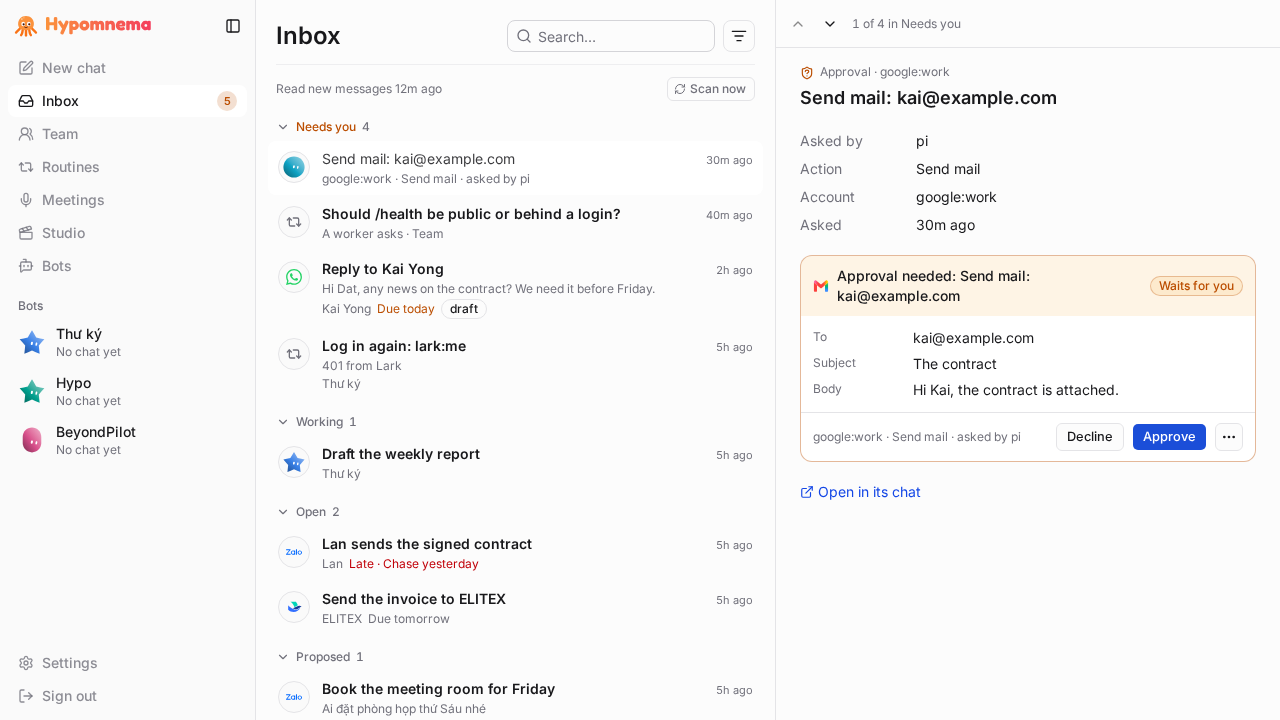 Hypomnema
New chat
Inbox
5
Team
Routines
Meetings
Studio
Bots
Bots
Thư ký
No chat yet
Hypo
No chat yet
BeyondPilot
No chat yet
Settings
Sign out
Inbox
Search...
Read new messages 12m ago
Scan now
Needs you 4
Send mail: kai@example.com
30m ago
google:work · Send mail · asked by pi
Should /health be public or behind a login?
40m ago
A worker asks · Team
Reply to Kai Yong
2h ago
Hi Dat, any news on the contract? We need it before Friday.
Kai Yong Due today draft
Log in again: lark:me
5h ago
401 from Lark
Thư ký
Working 1
Draft the weekly report
5h ago
Thư ký
Open 2
Zalo
Lan sends the signed contract
5h ago
Lan Late · Chase yesterday
Send the invoice to ELITEX
5h ago
ELITEX Due tomorrow
Proposed 1
Zalo
Book the meeting room for Friday
5h ago
Ai đặt phòng họp thứ Sáu nhé
1 of 4 in Needs you
Approval · google:work
Send mail: kai@example.com
Asked by pi
Action Send mail
Account google:work
Asked 30m ago
Approval needed: Send mail:
kai@example.com
Waits for you
To kai@example.com
Subject The contract
Body Hi Kai, the contract is attached.
google:work · Send mail · asked by pi
Decline
Approve
Open in its chat